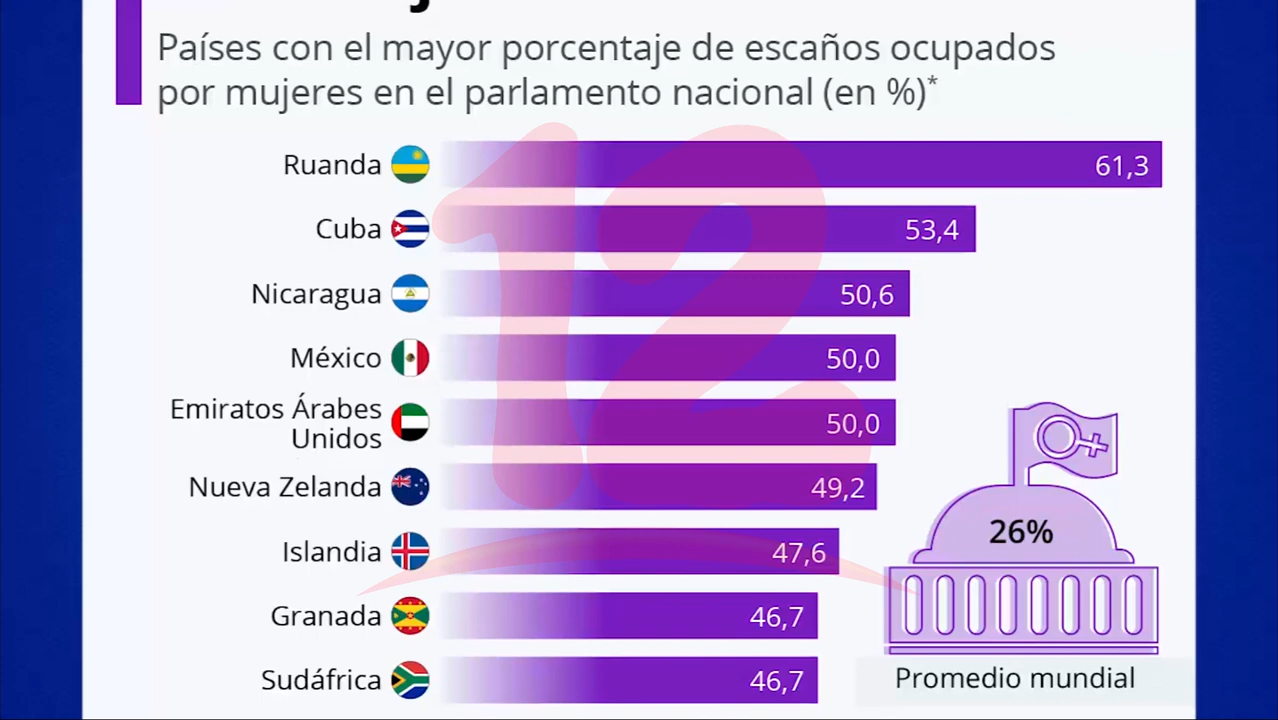 Países con el mayor porcentaje de escaños ocupados
por mujeres en el parlamento nacional (en %)*
Ruanda 61,3
Cuba 53,4
Nicaragua 50,6
México 50,0
Emiratos Árabes
Unidos 50,0
Nueva Zelanda 49,2
Islandia 47,6
Granada 46,7
Sudáfrica 46,7
26%
Promedio mundial
12